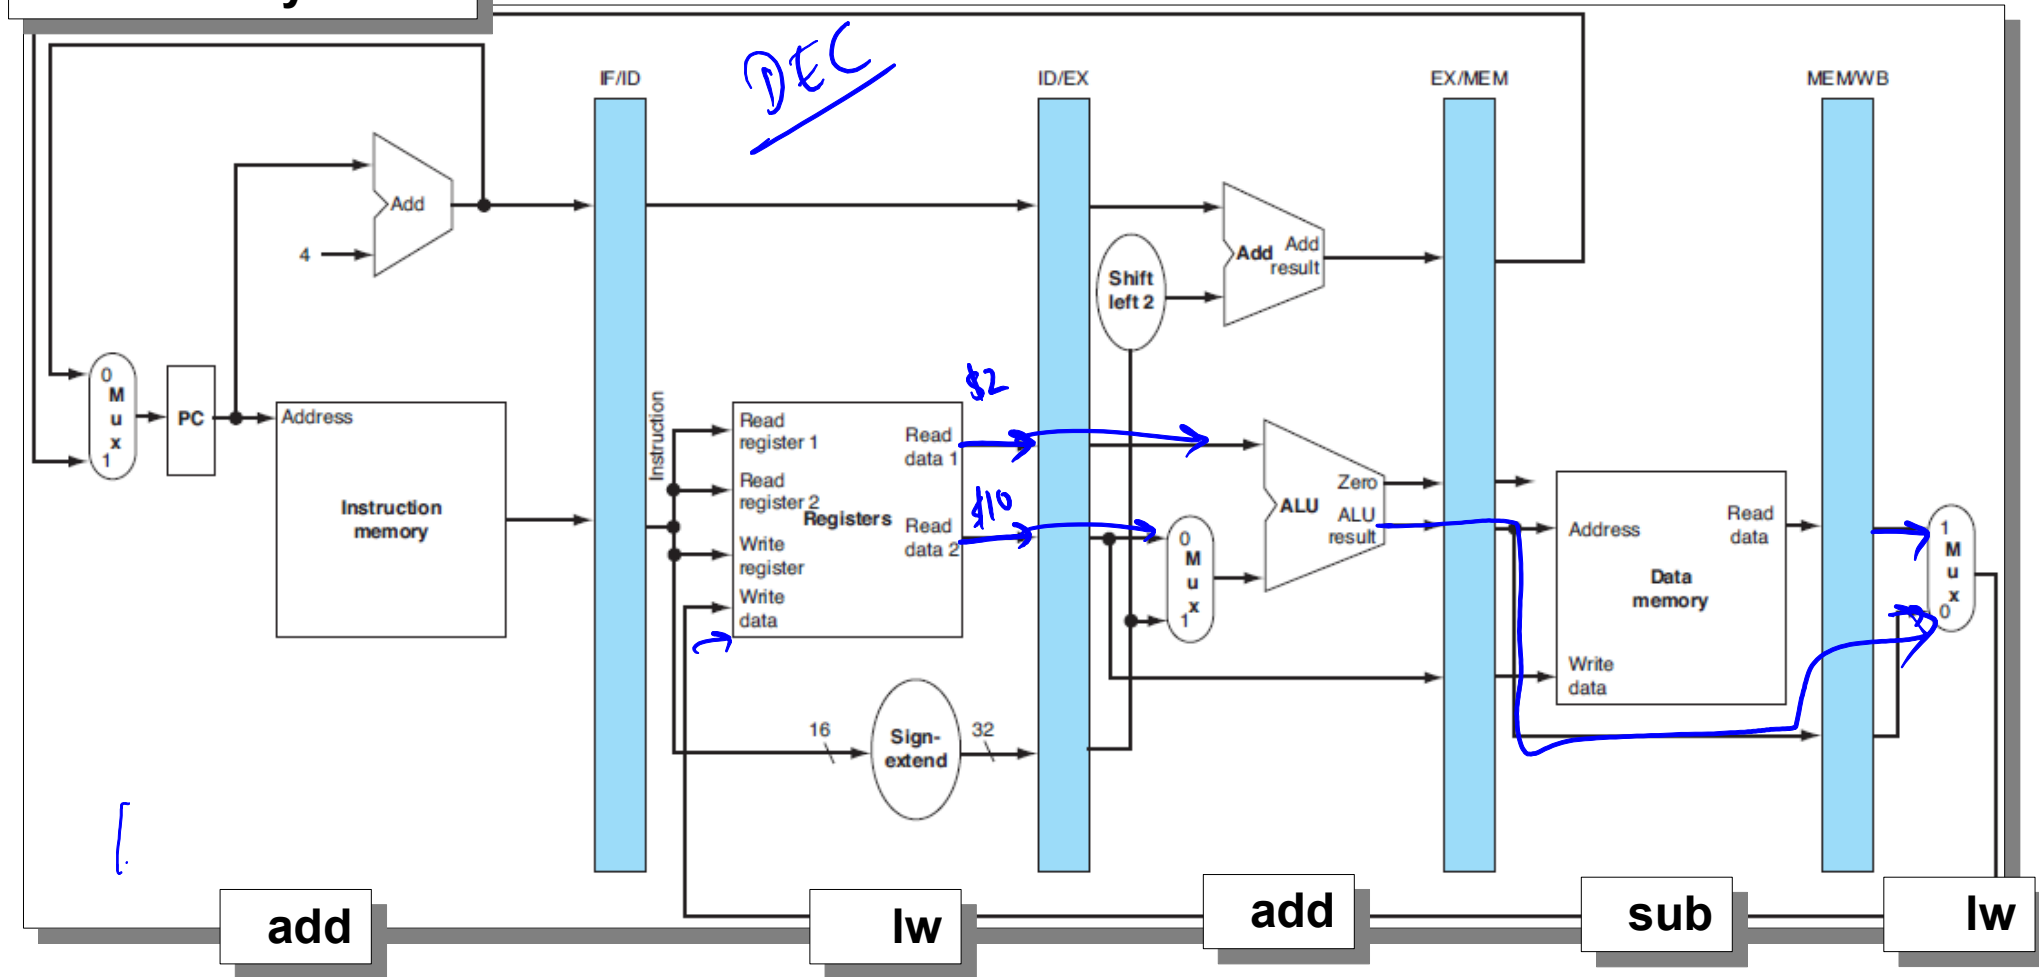 y
DEC
IF/ID
ID/EX
EX/MEM
MEM/WB
Add
4
Add
Add
result
Shift
left 2
0
M
u
x
1
PC
Address
Instruction
memory
Instruction
Read
register 1
Read
register 2
Registers
Write
register
Write
data
Read
data 1
Read
data 2
$2
$10
16
Sign-
extend
32
0
M
u
x
1
Zero
ALU
ALU
result
Address
Read
data
Data
memory
Write
data
1
M
u
x
0
add
lw
add
sub
lw